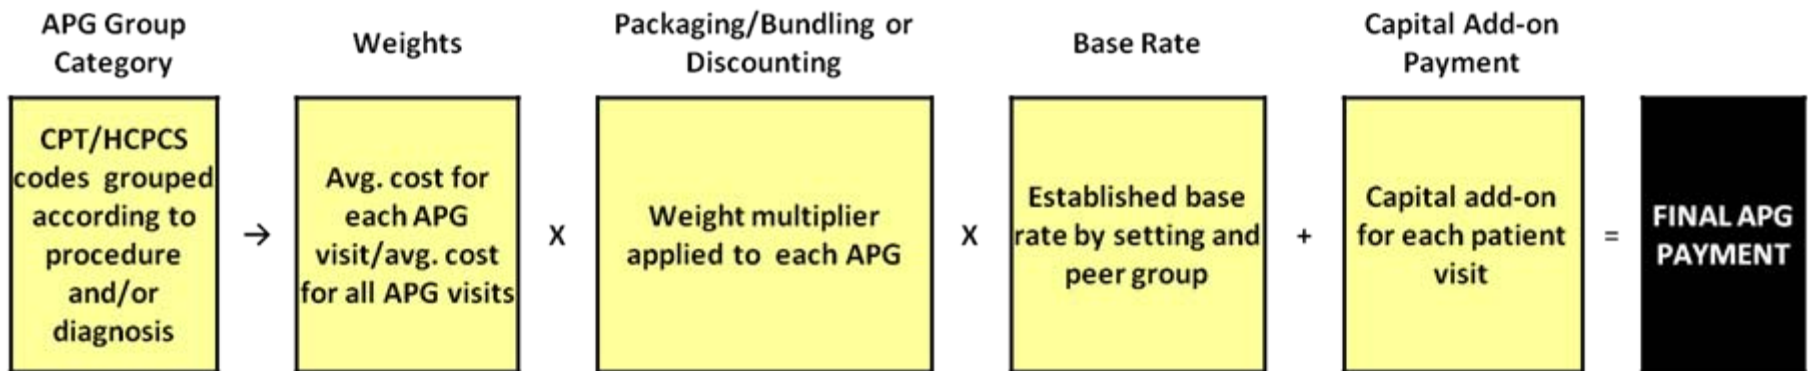 APG Group
Category
Weights
Packaging/Bundling or
Discounting
Base Rate
Capital Add-on
Payment
CPT/HCPCS
codes grouped
according to
procedure
and/or
diagnosis
→
Avg. cost for
each APG
visit/avg. cost
for all APG visits
X
Weight multiplier
applied to each APG
X
Established base
rate by setting and
peer group
+
Capital add-on
for each patient
visit
=
FINAL APG
PAYMENT